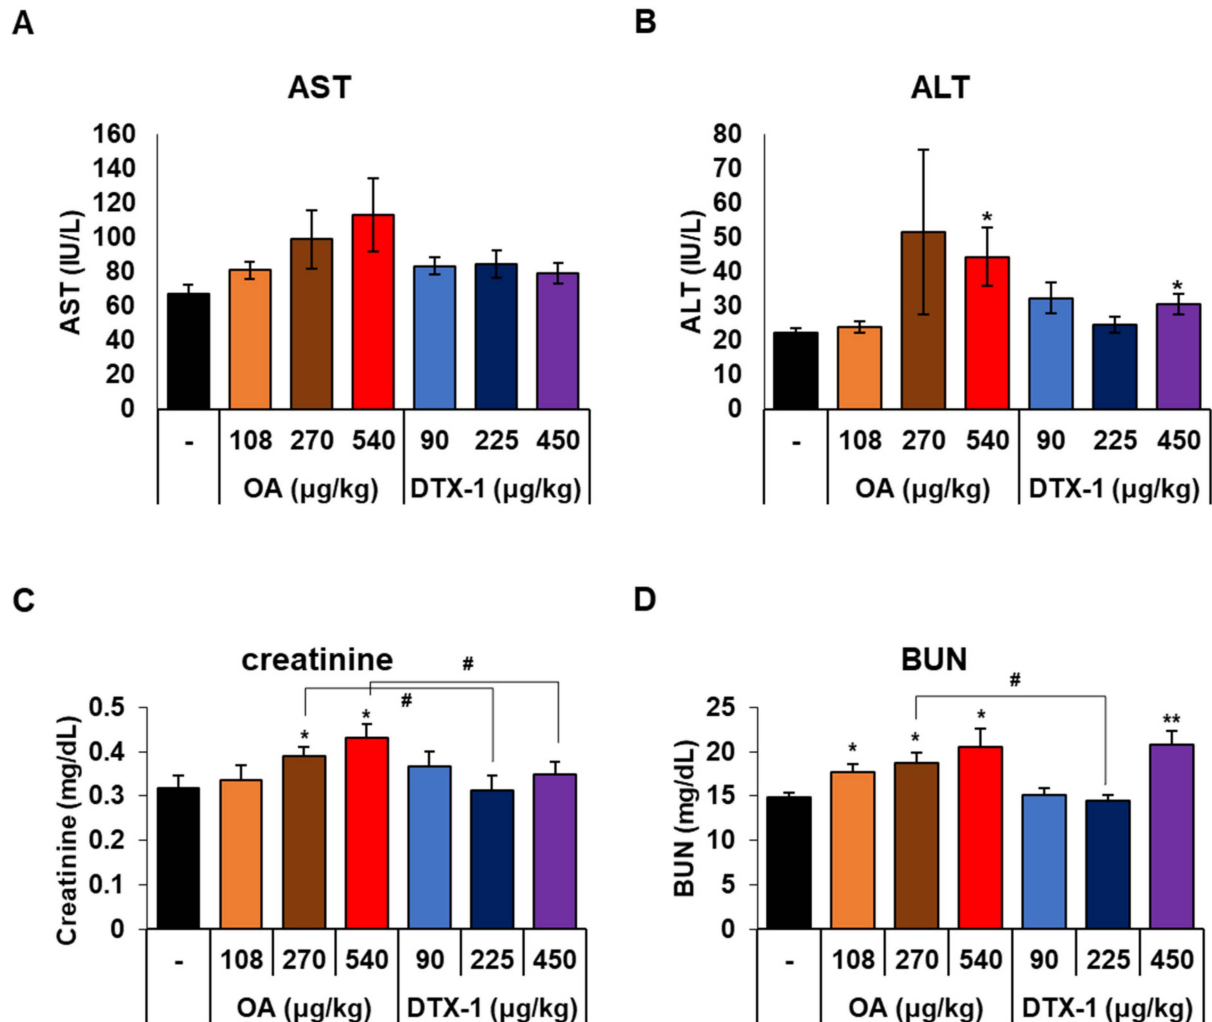 A
AST
AST (IU/L)
160
140
120
100
80
60
40
20
0
- 108 270 540 90 225 450
OA (µg/kg) DTX-1 (µg/kg)
B
ALT
ALT (IU/L)
80
70
60
50
40
30
20
10
0
* *
- 108 270 540 90 225 450
OA (µg/kg) DTX-1 (µg/kg)
C
creatinine
#
#
Creatinine (mg/dL)
0.5
0.4
0.3
0.2
0.1
0
* *
- 108 270 540 90 225 450
OA (µg/kg) DTX-1 (µg/kg)
D
BUN
#
BUN (mg/dL)
25
20
15
10
5
0
* * * **
- 108 270 540 90 225 450
OA (µg/kg) DTX-1 (µg/kg)